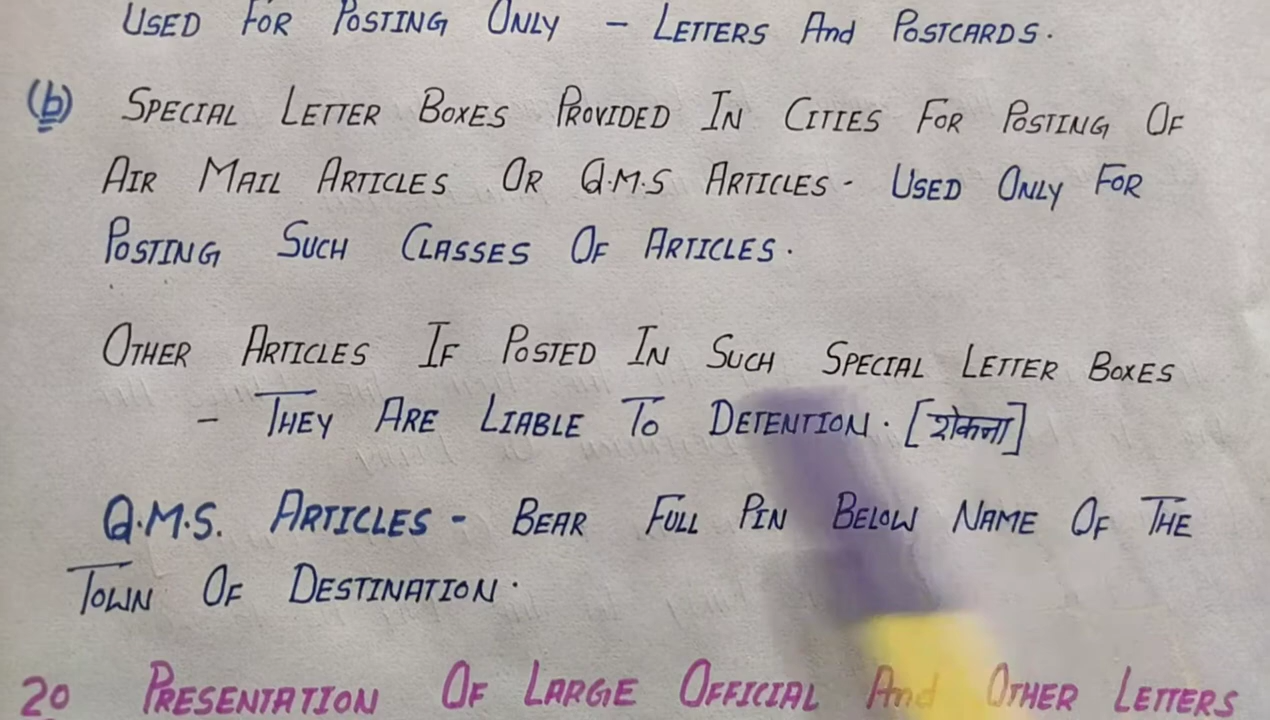 USED FOR POSTING ONLY - LETTERS And POSTCARDS.
(b) SPECIAL LETTER BOXES PROVIDED IN CITIES FOR POSTING OF
AIR MAIL ARTICLES OR Q.M.S ARTICLES - USED ONLY FOR
POSTING SUCH CLASSES OF ARTICLES.
OTHER ARTICLES IF POSTED IN SUCH SPECIAL LETTER BOXES
- THEY ARE LIABLE TO DETENTION. [रोकना]
Q.M.S. ARTICLES - BEAR FULL PIN BELOW NAME OF THE
TOWN OF DESTINATION.
20 PRESENTATION OF LARGE OFFICIAL And OTHER LETTERS